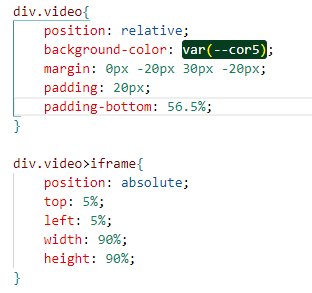 div.video{
position: relative;
background-color: var(--cor5);
margin: 0px -20px 30px -20px;
padding: 20px;
padding-bottom: 56.5%;
}
div.video>iframe{
position: absolute;
top: 5%;
left: 5%;
width: 90%;
height: 90%;
}